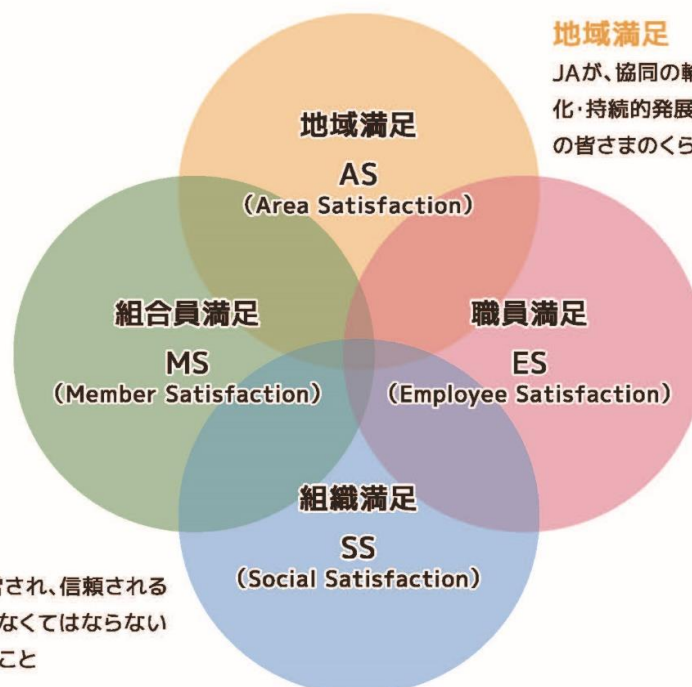 地域満足
JAが、協同の輪
化・持続的発展
の皆さまのくら
地域満足
AS
（Area Satisfaction）
組合員満足
MS
（Member Satisfaction）
職員満足
ES
（Employee Satisfaction）
組織満足
SS
（Social Satisfaction）
され、信頼される
なくてはならない
こと